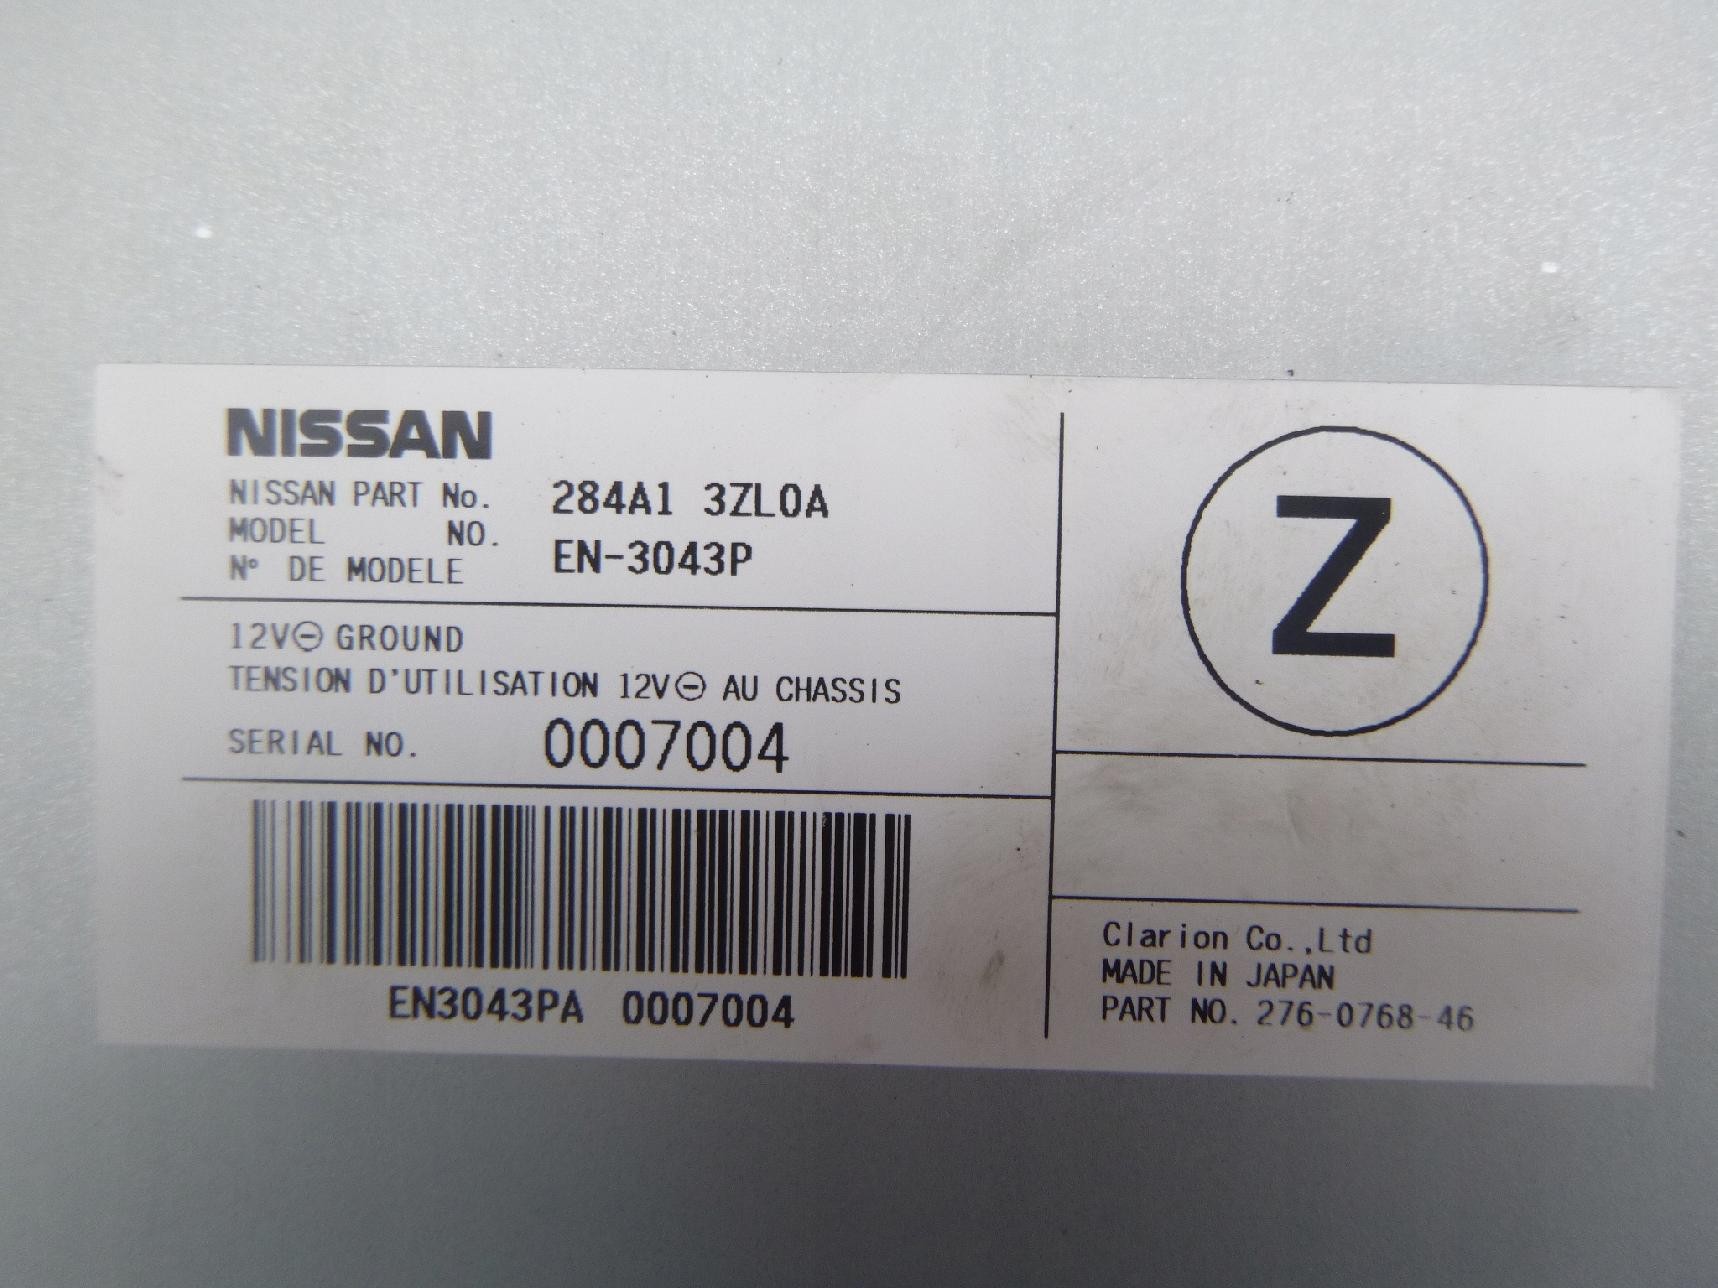 NISSAN
NISSAN PART No. 284A1 3ZL0A
MODEL NO. EN-3043P
N° DE MODELE
12V⊖ GROUND
TENSION D'UTILISATION 12V⊖ AU CHASSIS
SERIAL NO. 0007004
EN3043PA 0007004
Z
Clarion Co.,Ltd
MADE IN JAPAN
PART NO. 276-0768-46